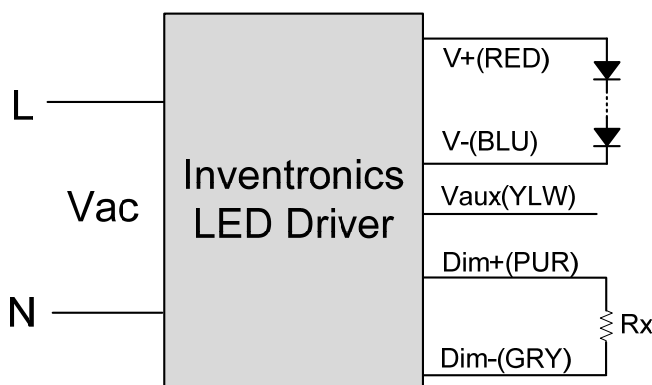 L
Vac
N
Inventronics
LED Driver
V+(RED)
V-(BLU)
Vaux(YLW)
Dim+(PUR)
Dim-(GRY)
Rx